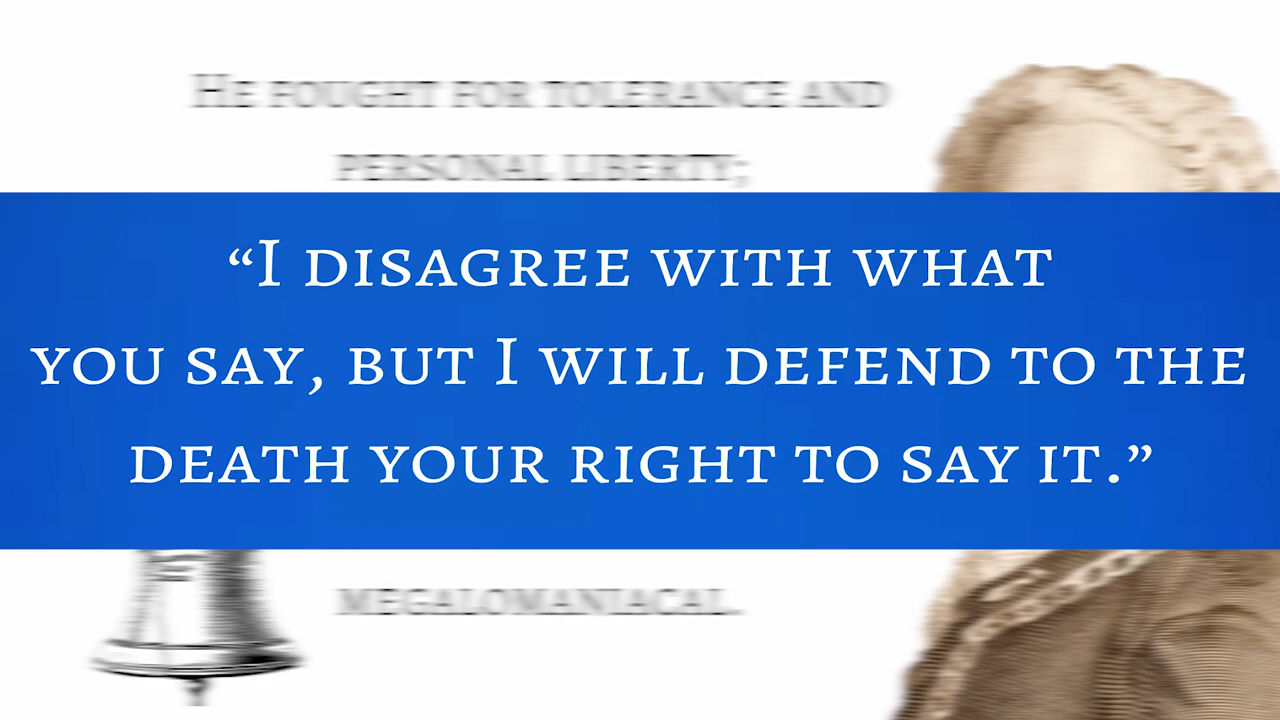 He fought for tolerance and
personal liberty;
“I disagree with what
you say, but I will defend to the
death your right to say it.”
megalomaniacal.